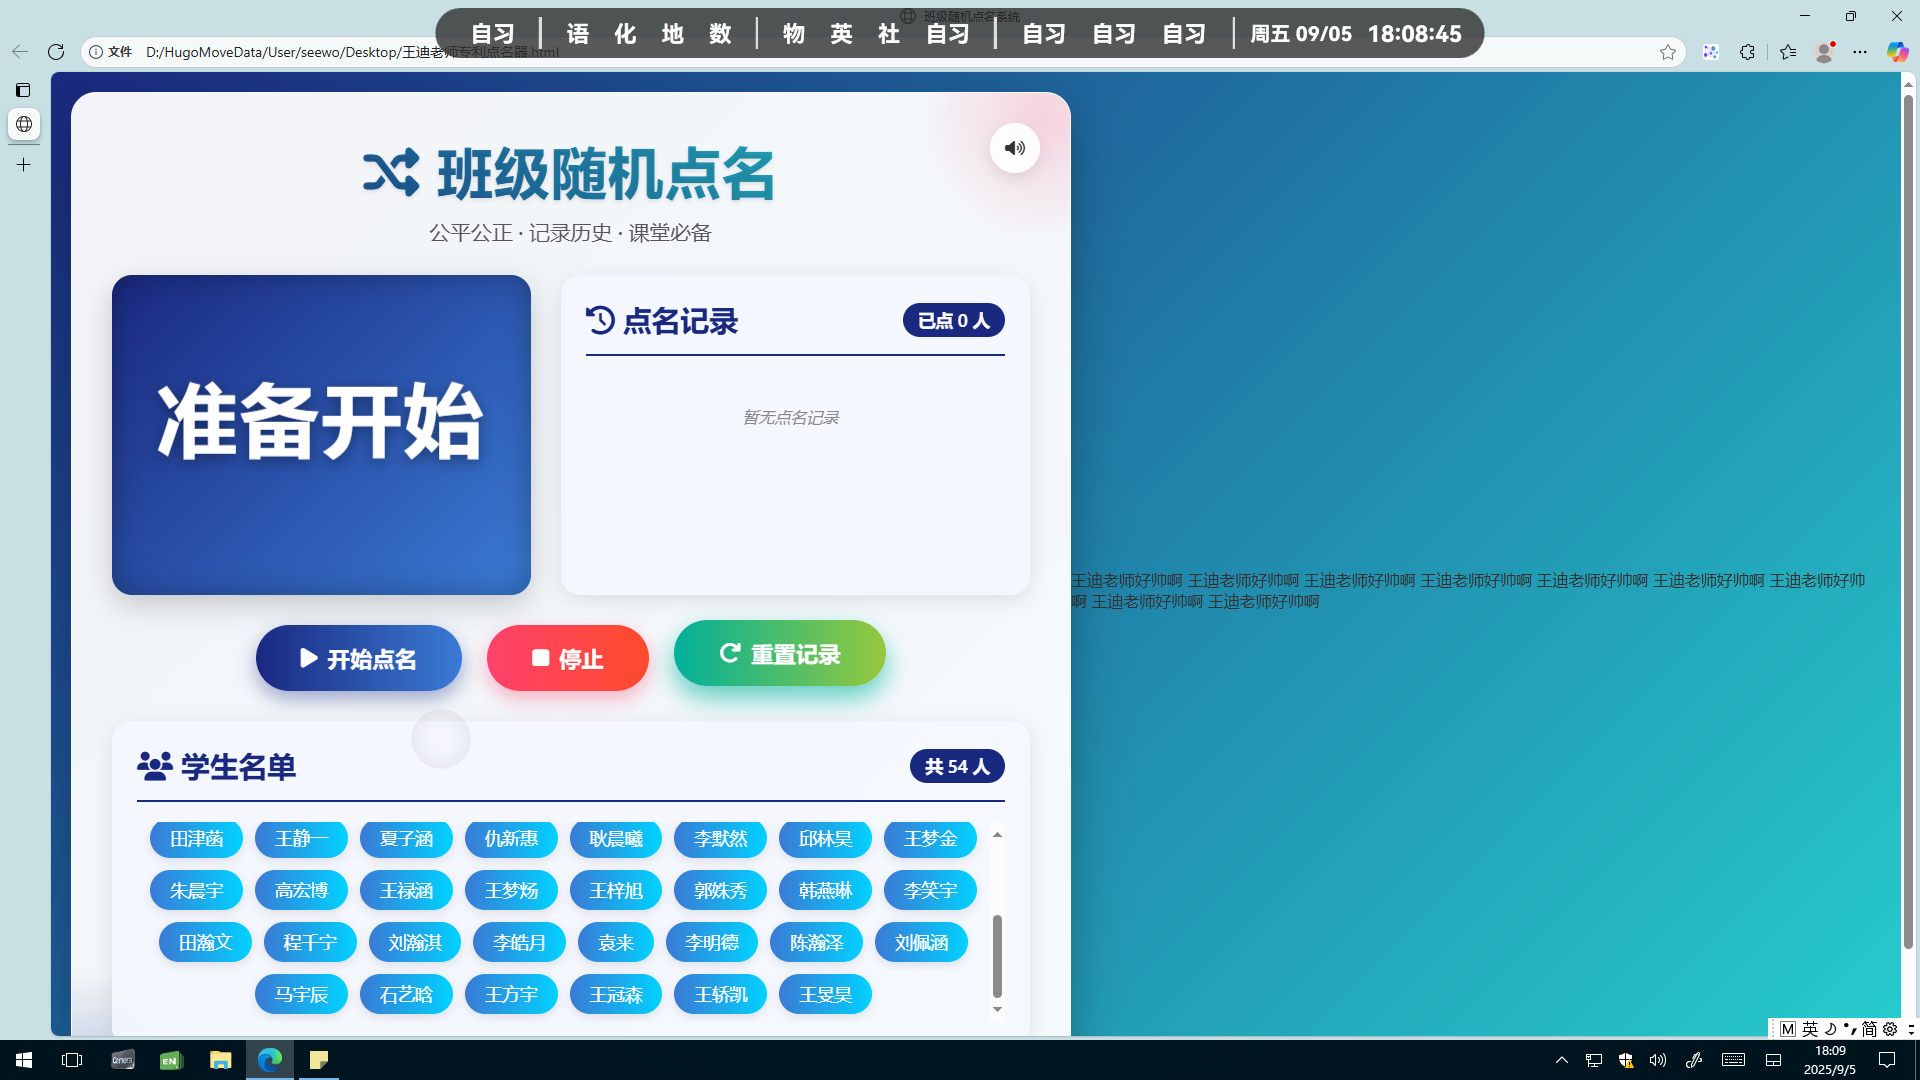 班级随机点名系统
自习 语 化 地 数 物 英 社 自习 自习 自习 自习 周五 09/05 18:08:45
文件 D:/HugoMoveData/User/seewo/Desktop/王迪老师专利点名器.html
班级随机点名
公平公正 · 记录历史 · 课堂必备
准备开始
点名记录 已点 0 人
暂无点名记录
王迪老师好帅啊 王迪老师好帅啊 王迪老师好帅啊 王迪老师好帅啊 王迪老师好帅啊 王迪老师好帅啊 王迪老师好帅
啊 王迪老师好帅啊 王迪老师好帅啊
开始点名 停止 重置记录
学生名单 共 54 人
田津菡 王静一 夏子涵 仇新惠 耿晨曦 李默然 邱林昊 王梦金
朱晨宇 高宏博 王禄涵 王梦炀 王梓旭 郭姝秀 韩燕琳 李笑宇
田瀚文 程千宁 刘瀚淇 李皓月 袁来 李明德 陈瀚泽 刘佩涵
马宇辰 石艺晗 王方宇 王冠森 王轿凯 王旻昊
M 英 简
Camera EN
18:09
2025/9/5